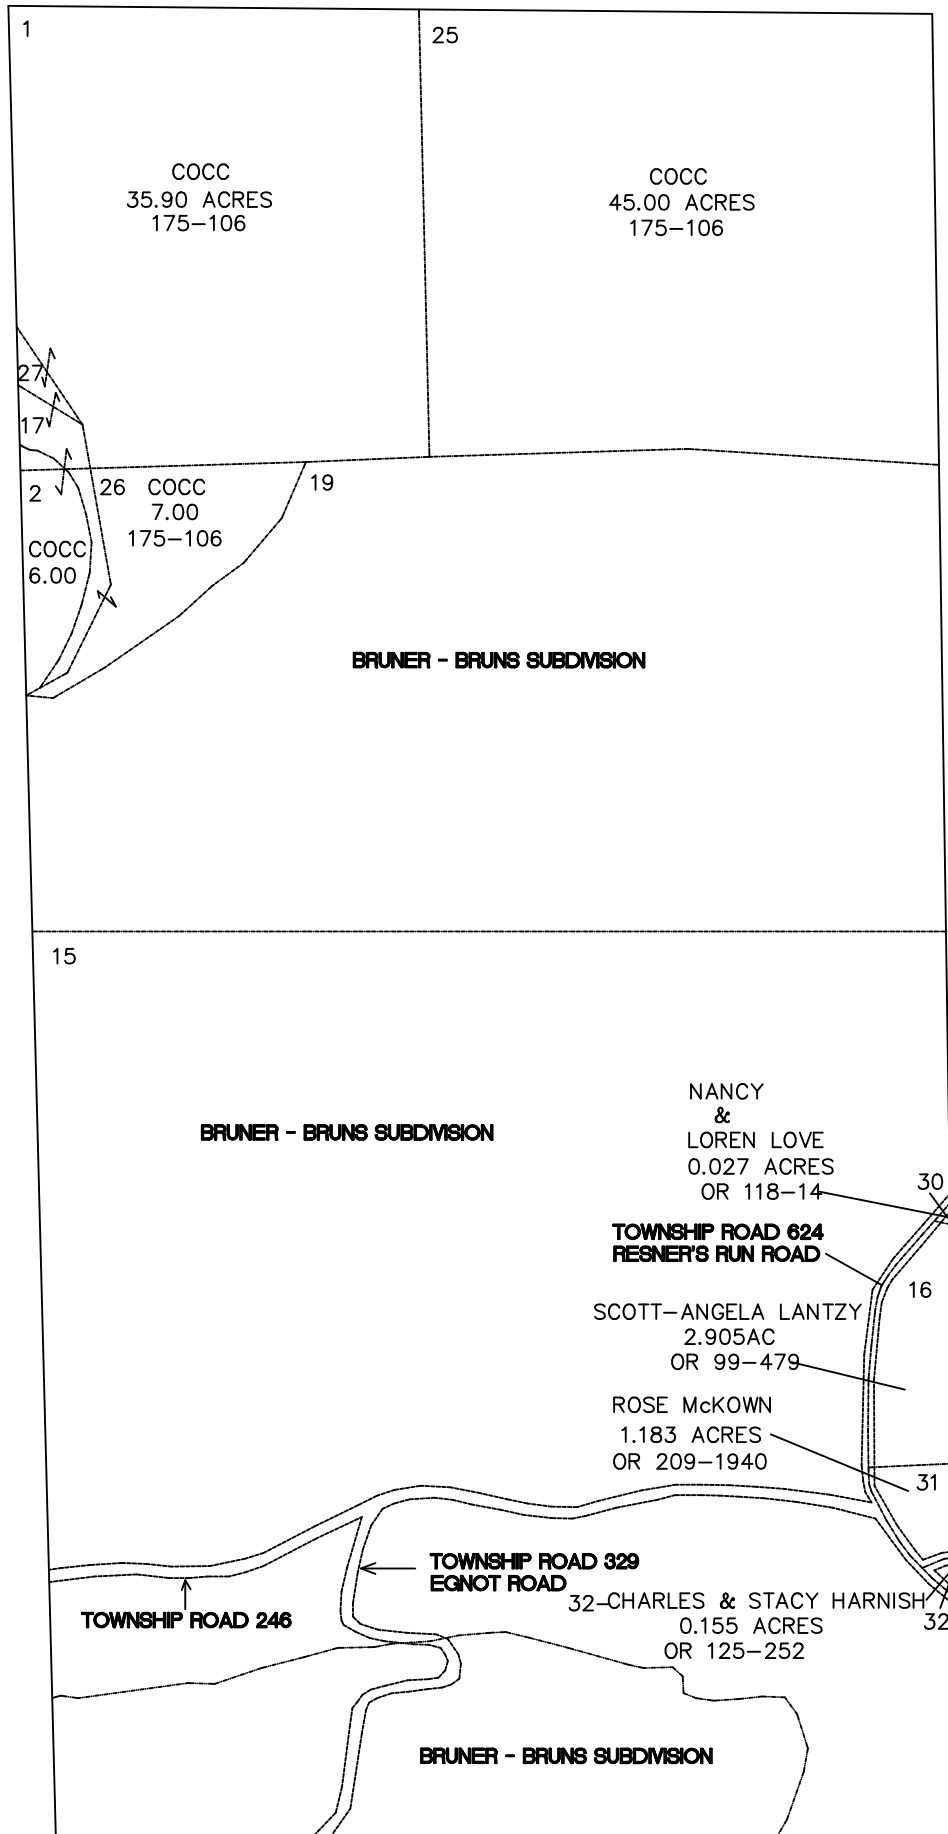 1
25
COCC
35.90 ACRES
175-106
COCC
45.00 ACRES
175-106
27
17
2
26
COCC
7.00
175-106
19
COCC
6.00
BRUNER - BRUNS SUBDIVISION
15
BRUNER - BRUNS SUBDIVISION
NANCY
&
LOREN LOVE
0.027 ACRES
OR 118-14
30
TOWNSHIP ROAD 624
RESNER'S RUN ROAD
16
SCOTT-ANGELA LANTZY
2.905AC
OR 99-479
ROSE McKOWN
1.183 ACRES
OR 209-1940
31
TOWNSHIP ROAD 329
EGNOT ROAD
TOWNSHIP ROAD 246
32-CHARLES & STACY HARNISH
0.155 ACRES
OR 125-252
32
BRUNER - BRUNS SUBDIVISION